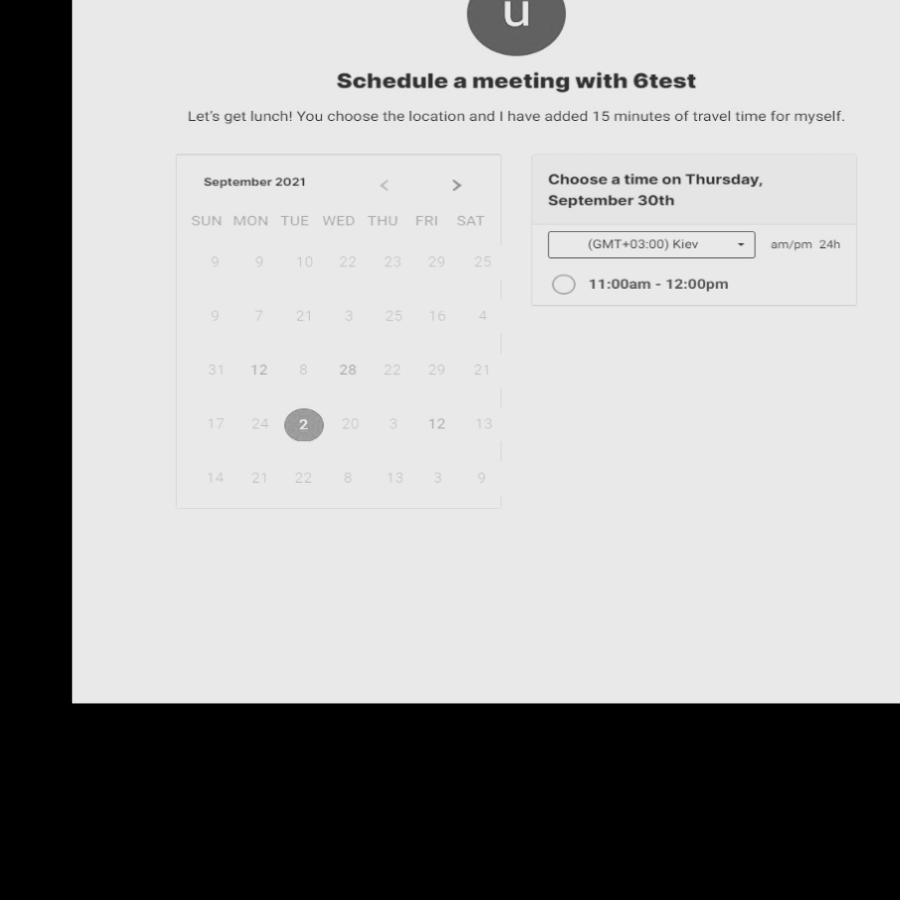 u
Schedule a meeting with 6test
Let's get lunch! You choose the location and I have added 15 minutes of travel time for myself.
September 2021 < >
SUN MON TUE WED THU FRI SAT
9 9 10 22 23 29 25
9 7 21 3 25 16 4
31 12 8 28 22 29 21
17 24 2 20 3 12 13
14 21 22 8 13 3 9
Choose a time on Thursday,
September 30th
(GMT+03:00) Kiev am/pm 24h
11:00am - 12:00pm